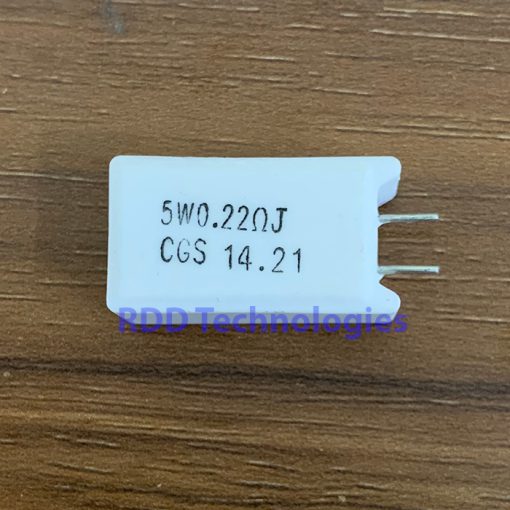 5W0.22ΩJ
CGS 14.21
RDD Technologies